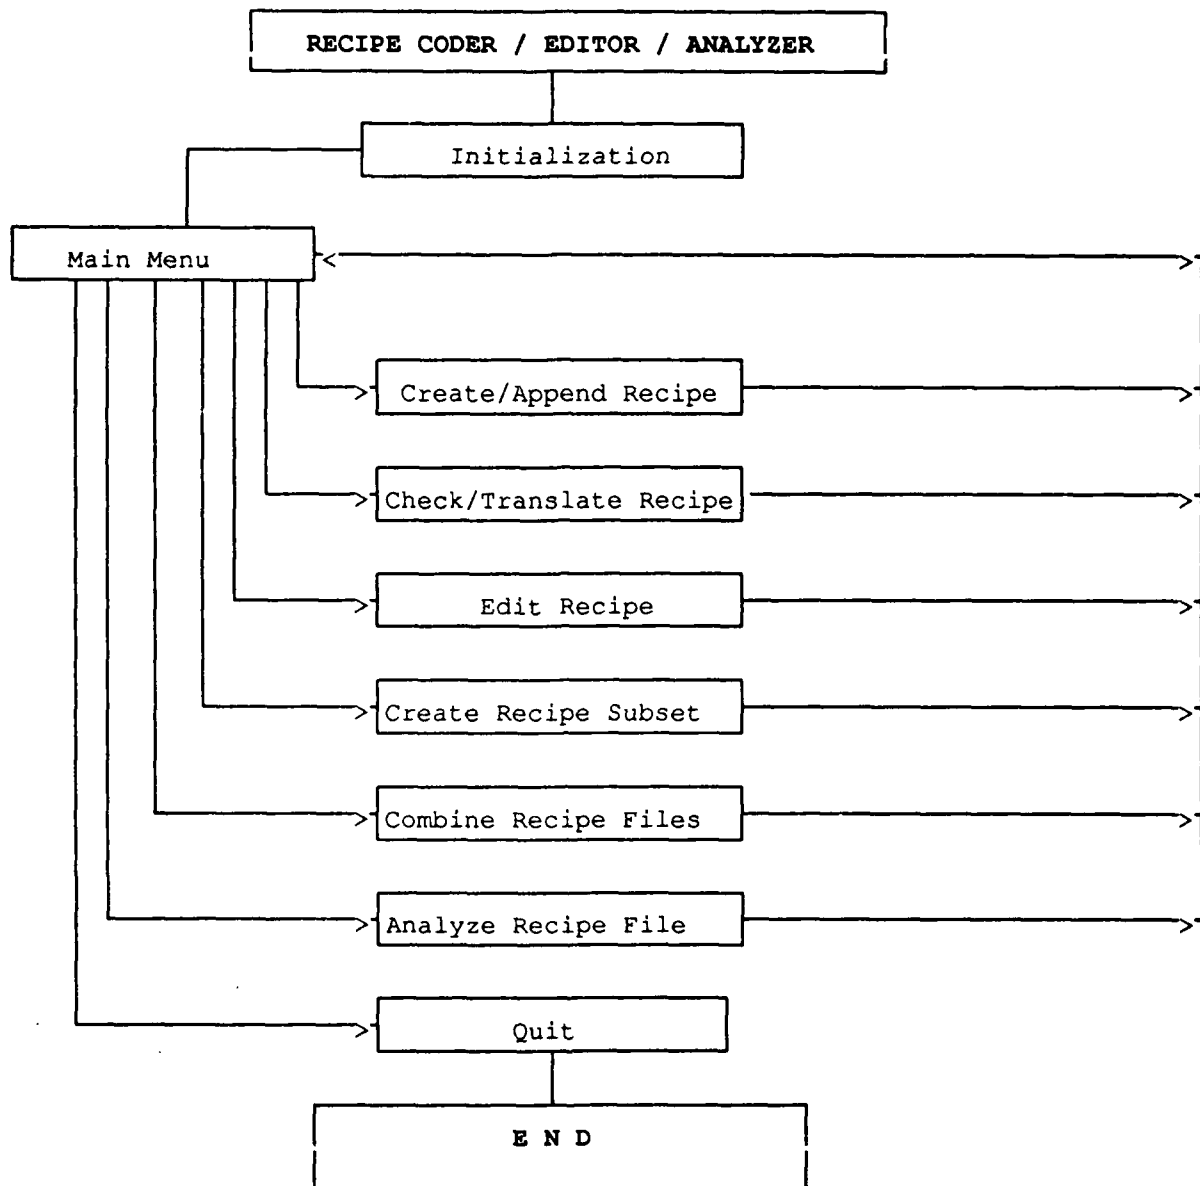 RECIPE CODER / EDITOR / ANALYZER
Initialization
Main Menu
Create/Append Recipe
Check/Translate Recipe
Edit Recipe
Create Recipe Subset
Combine Recipe Files
Analyze Recipe File
Quit
E N D